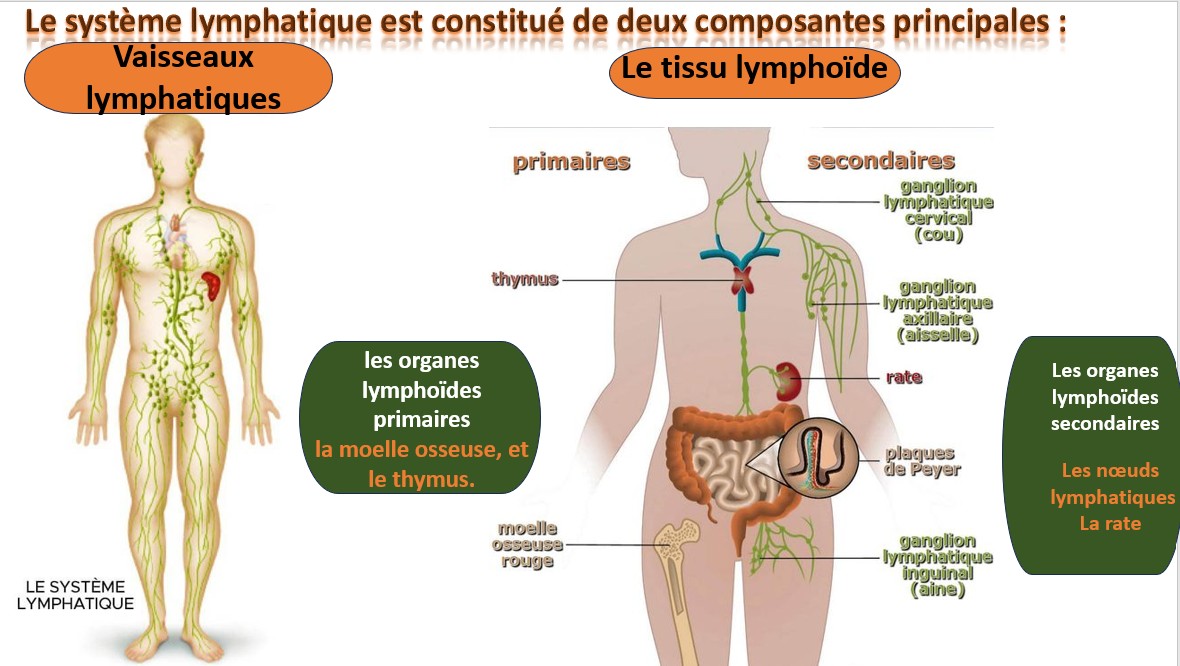 Le système lymphatique est constitué de deux composantes principales :
Vaisseaux
lymphatiques
Le tissu lymphoïde
primaires
secondaires
ganglion
lymphatique
cervical
(cou)
thymus
ganglion
lymphatique
axillaire
(aisselle)
les organes
lymphoïdes
primaires
la moelle osseuse, et
le thymus.
rate
Les organes
lymphoïdes
secondaires
Les nœuds
lymphatiques
La rate
plaques
de Peyer
moelle
osseuse
rouge
ganglion
lymphatique
inguinal
(aine)
LE SYSTÈME
LYMPHATIQUE